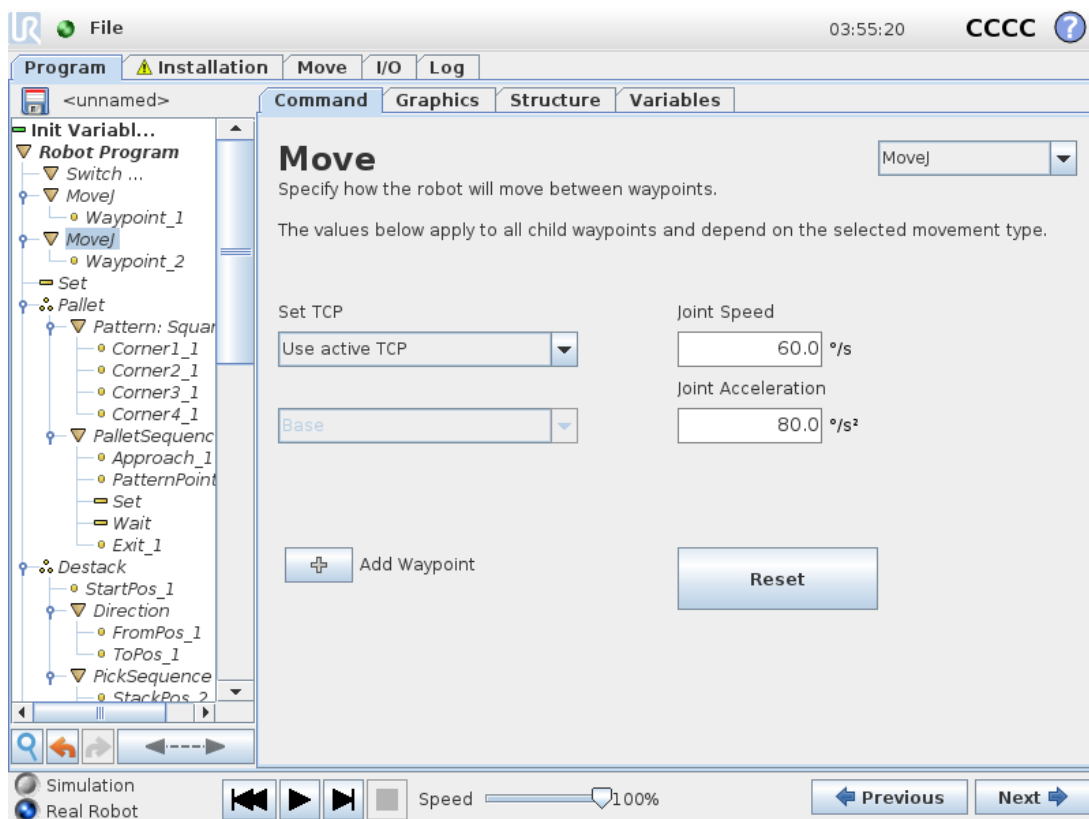 UR File 03:55:20 CCCC ?
Program Installation Move I/O Log
<unnamed> Command Graphics Structure Variables
Init Variabl...
Robot Program
Switch ...
MoveJ
Waypoint_1
MoveJ
Waypoint_2
Set
Pallet
Pattern: Squar
Corner1_1
Corner2_1
Corner3_1
Corner4_1
PalletSequenc
Approach_1
PatternPoint
Set
Wait
Exit_1
Destack
StartPos_1
Direction
FromPos_1
ToPos_1
PickSequence
StackPos_2
Move MoveJ
Specify how the robot will move between waypoints.
The values below apply to all child waypoints and depend on the selected movement type.
Set TCP Joint Speed
Use active TCP 60.0 °/s
Joint Acceleration
Base 80.0 °/s²
Add Waypoint Reset
Simulation
Real Robot
Speed 100% Previous Next